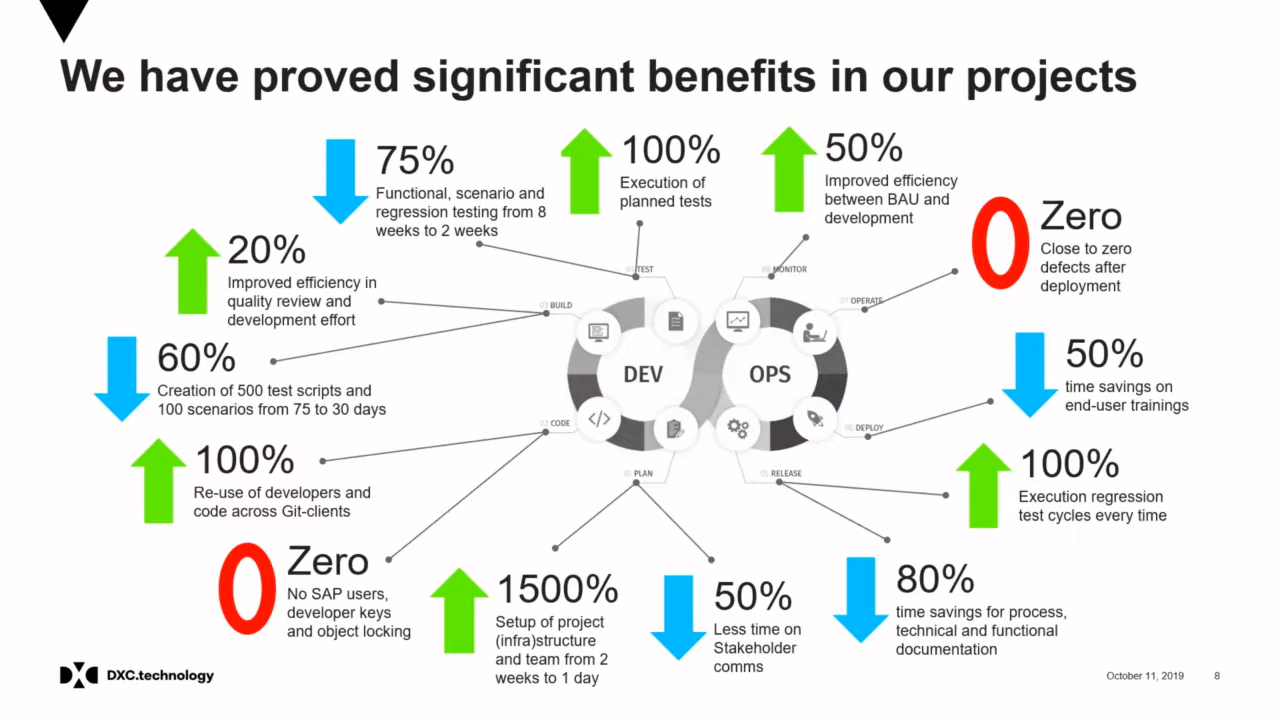 We have proved significant benefits in our projects
75%
Functional, scenario and
regression testing from 8
weeks to 2 weeks
100%
Execution of
planned tests
50%
Improved efficiency
between BAU and
development
Zero
Close to zero
defects after
deployment
20%
Improved efficiency in
quality review and
development effort
60%
Creation of 500 test scripts and
100 scenarios from 75 to 30 days
100%
Re-use of developers and
code across Git-clients
Zero
No SAP users,
developer keys
and object locking
1500%
Setup of project
(infra)structure
and team from 2
weeks to 1 day
50%
Less time on
Stakeholder
comms
80%
time savings for process,
technical and functional
documentation
100%
Execution regression
test cycles every time
50%
time savings on
end-user trainings
TEST
MONITOR
03 BUILD
07 OPERATE
DEV
OPS
</>
02 CODE
06 DEPLOY
01 PLAN
05 RELEASE
DXC.technology
October 11, 2019
8